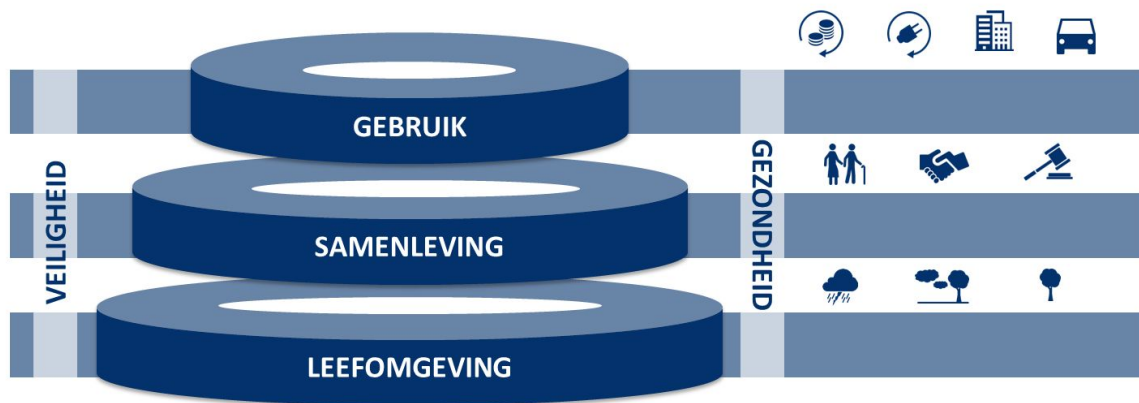 GEBRUIK
SAMENLEVING
LEEFOMGEVING
VEILIGHEID
GEZONDHEID